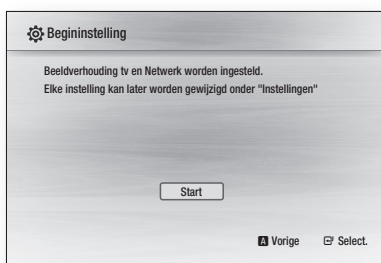 Begininstelling
Beeldverhouding tv en Netwerk worden ingesteld.
Elke instelling kan later worden gewijzigd onder "Instellingen"
Start
A Vorige Select.